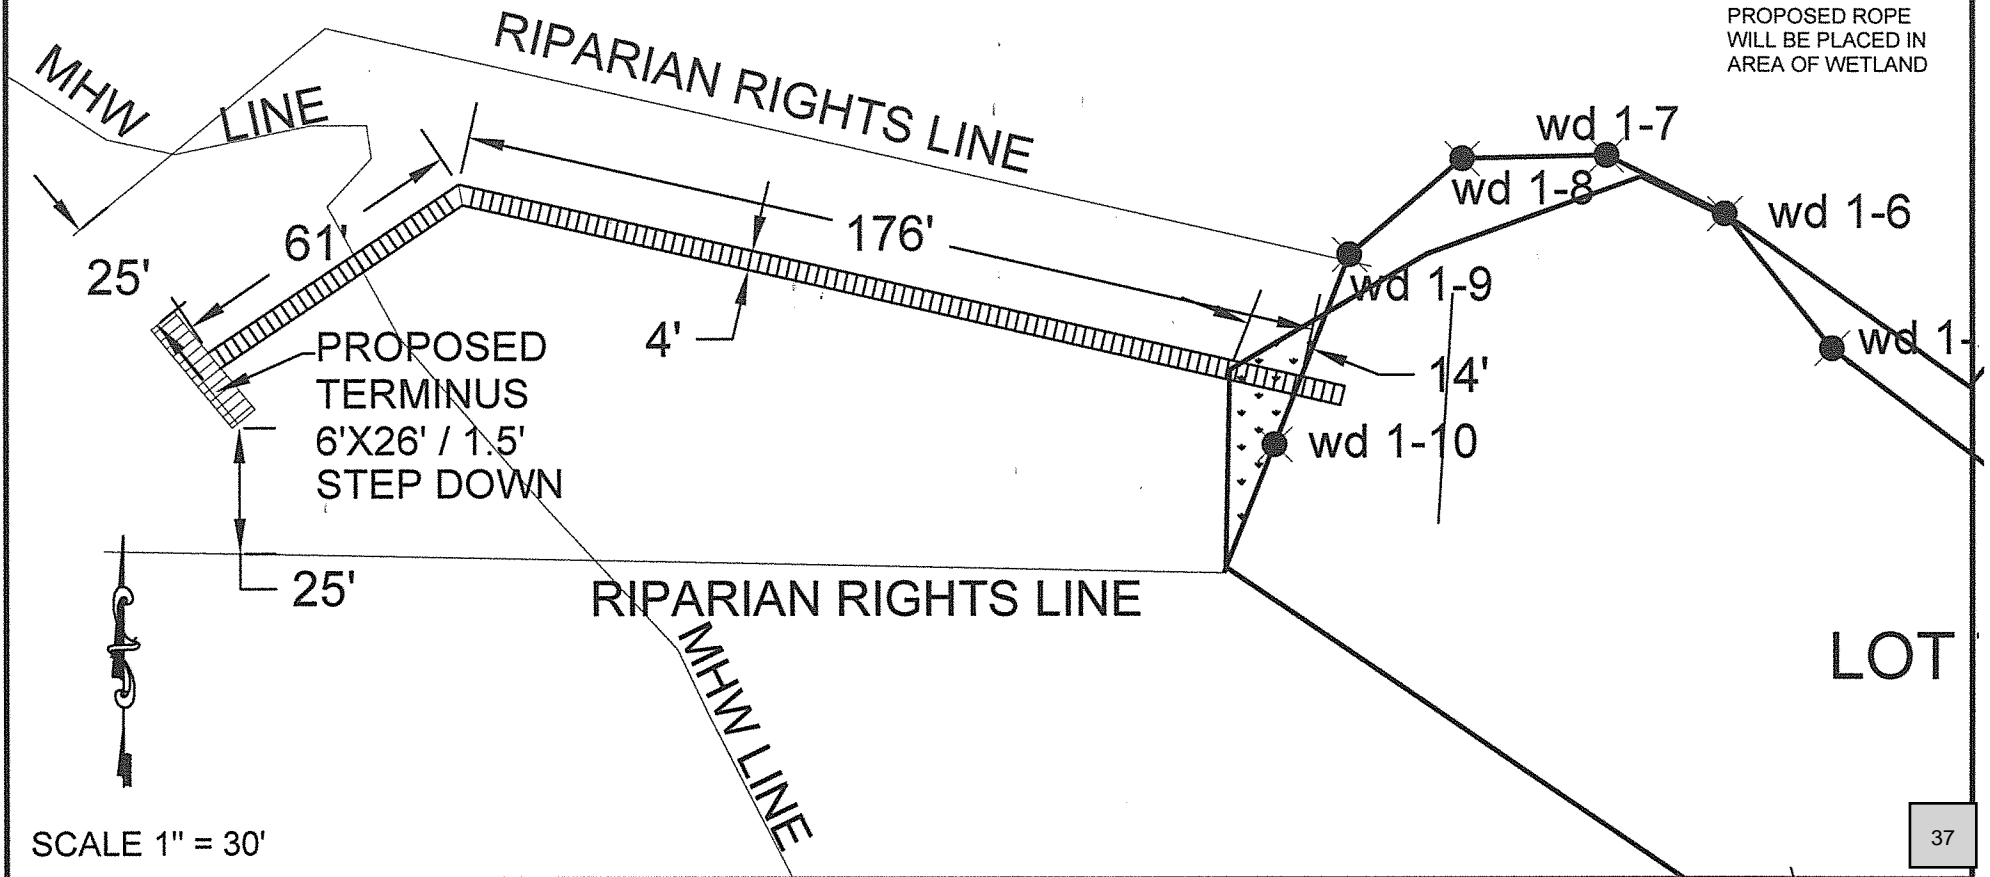 PROPOSED ROPE
WILL BE PLACED IN
AREA OF WETLAND
RIPARIAN RIGHTS LINE
MHW LINE
wd 1-7
wd 1-8
wd 1-6
61'
176'
25'
wd 1-9
wd 1-
4'
PROPOSED
TERMINUS
6'X26' / 1.5'
STEP DOWN
14'
wd 1-10
25'
RIPARIAN RIGHTS LINE
LOT
MHW LINE
SCALE 1" = 30'
37